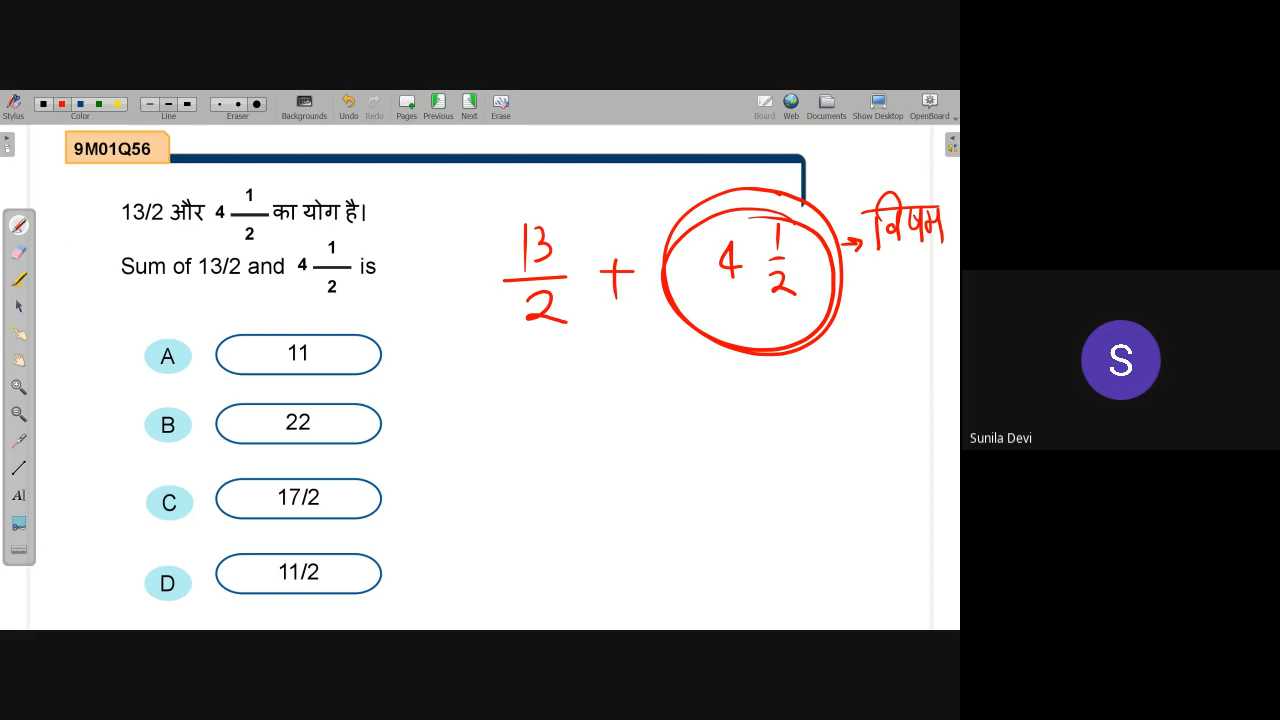 Stylus
Color
Line
Eraser
Backgrounds
Undo
Redo
Pages
Previous
Next
Erase
Board
Web
Documents
Show Desktop
OpenBoard
9M01Q56
13/2 और 4 1/2 का योग है।
Sum of 13/2 and 4 1/2 is
A 11
B 22
C 17/2
D 11/2
13/2 + 4 1/2 → विषम
S
Sunila Devi